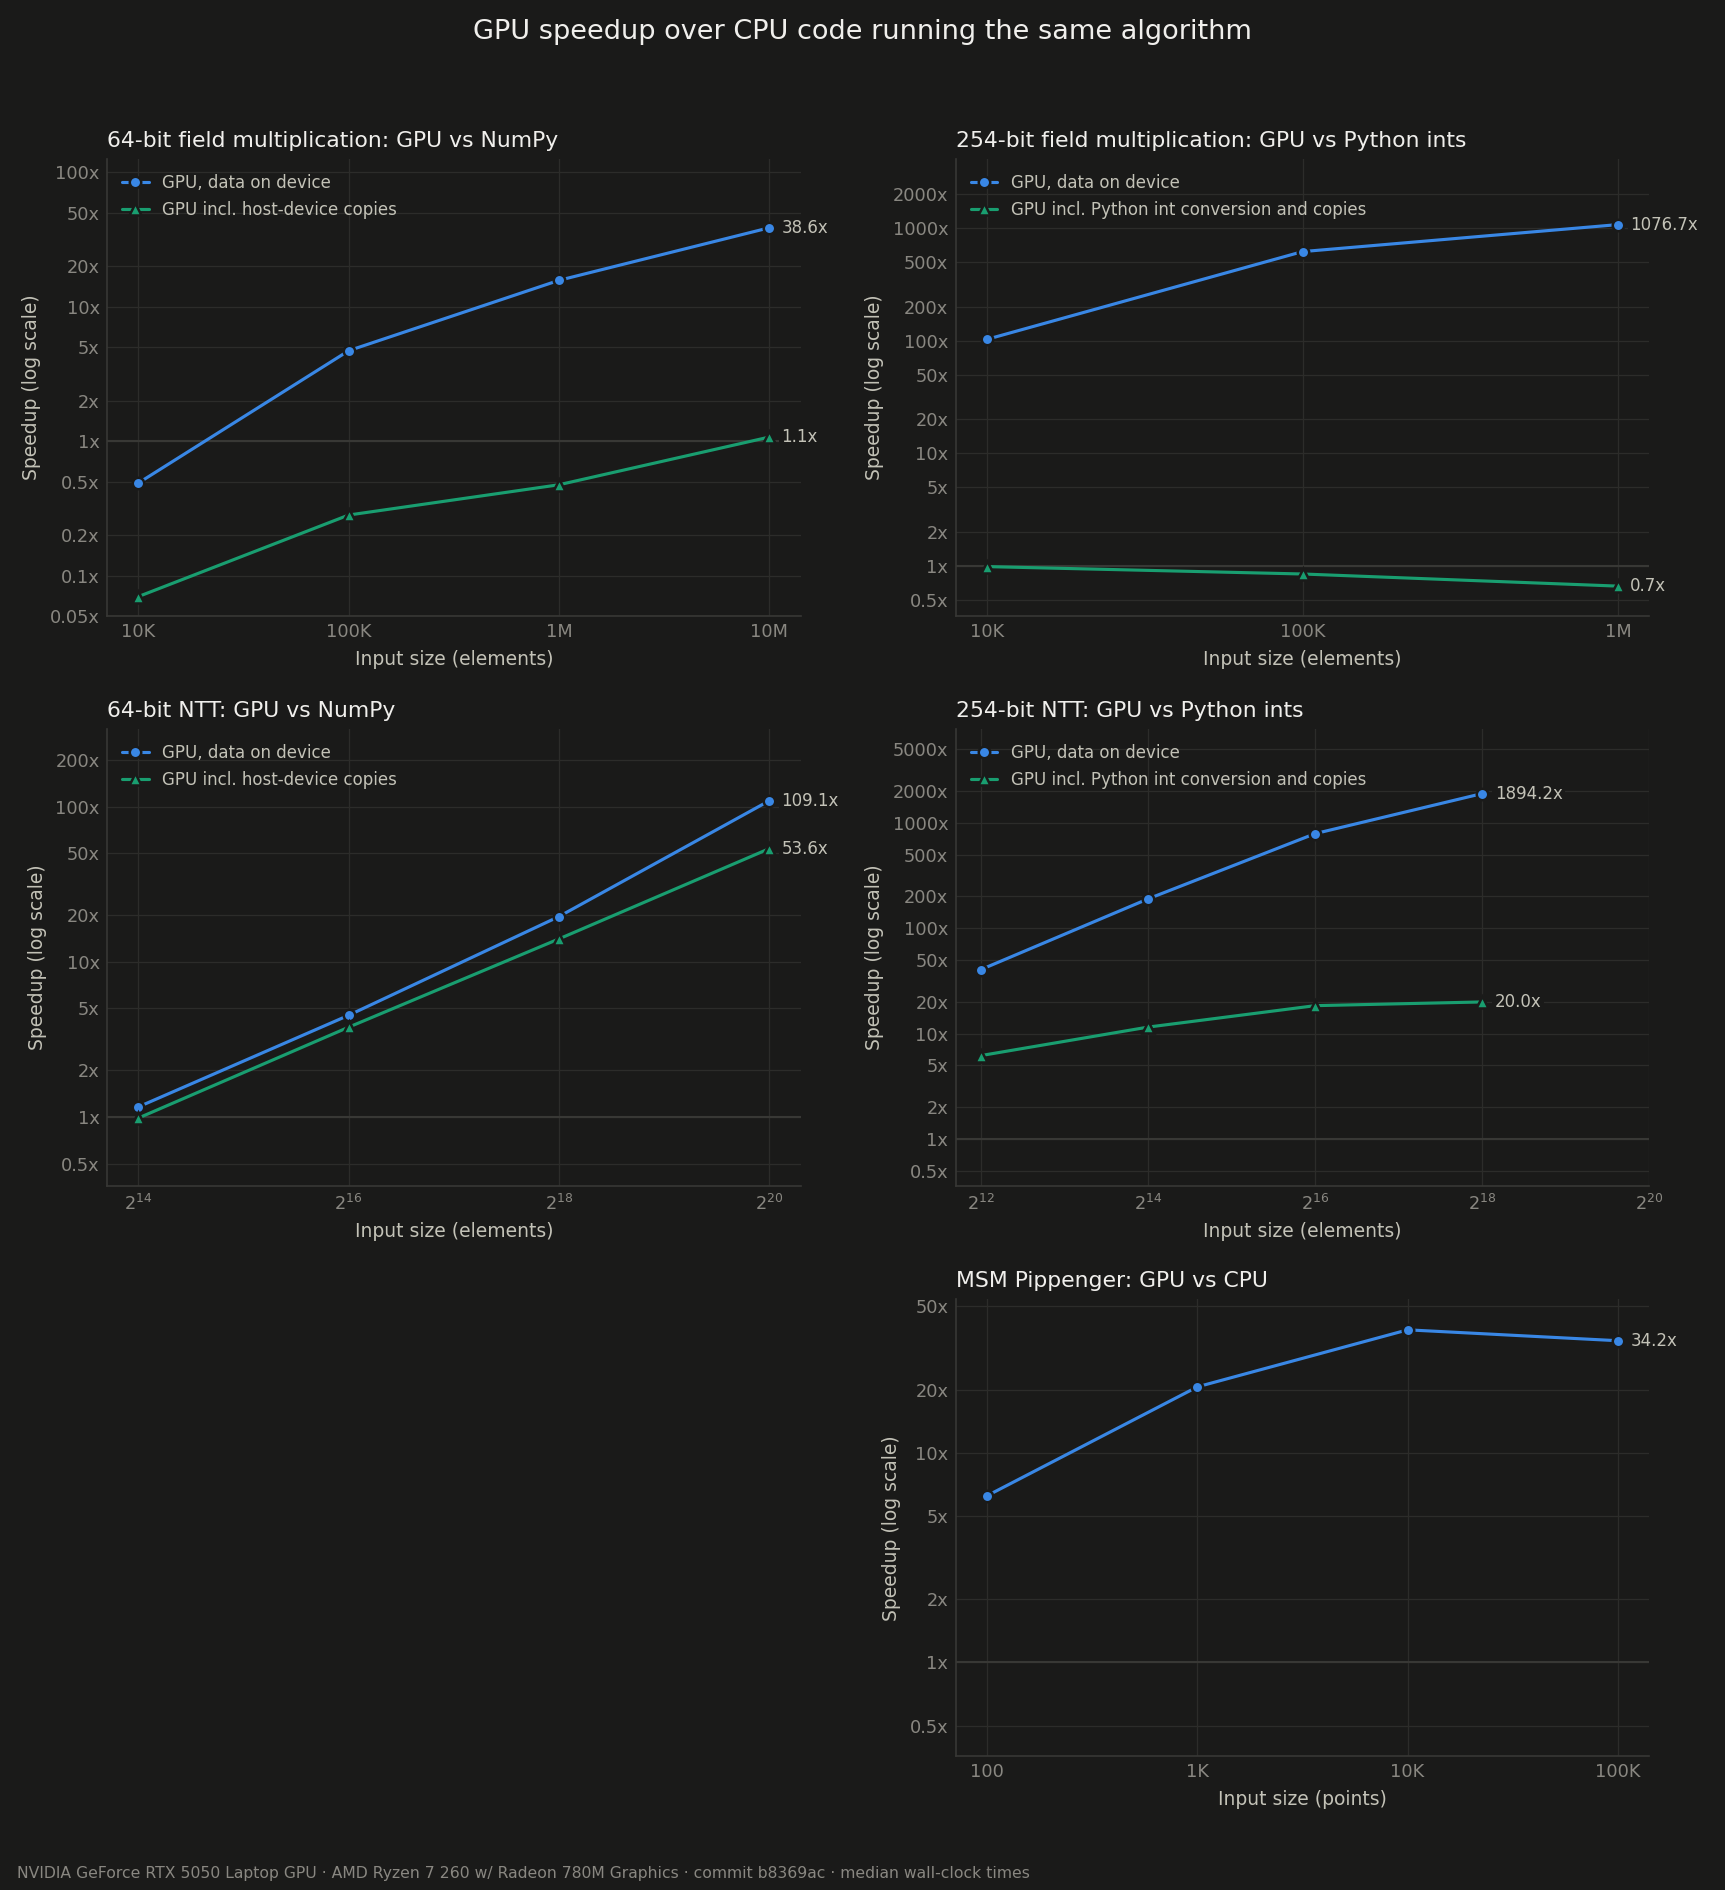 GPU speedup over CPU code running the same algorithm
64-bit field multiplication: GPU vs NumPy
GPU, data on device
GPU incl. host-device copies
100x
50x
20x
10x
5x
2x
1x
0.5x
0.2x
0.1x
0.05x
38.6x
1.1x
Speedup (log scale)
10K 100K 1M 10M
Input size (elements)
254-bit field multiplication: GPU vs Python ints
GPU, data on device
GPU incl. Python int conversion and copies
2000x
1000x
500x
200x
100x
50x
20x
10x
5x
2x
1x
0.5x
1076.7x
0.7x
Speedup (log scale)
10K 100K 1M
Input size (elements)
64-bit NTT: GPU vs NumPy
GPU, data on device
GPU incl. host-device copies
200x
100x
50x
20x
10x
5x
2x
1x
0.5x
109.1x
53.6x
Speedup (log scale)
2^14 2^16 2^18 2^20
Input size (elements)
254-bit NTT: GPU vs Python ints
GPU, data on device
GPU incl. Python int conversion and copies
5000x
2000x
1000x
500x
200x
100x
50x
20x
10x
5x
2x
1x
0.5x
1894.2x
20.0x
Speedup (log scale)
2^12 2^14 2^16 2^18 2^20
Input size (elements)
MSM Pippenger: GPU vs CPU
50x
20x
10x
5x
2x
1x
0.5x
34.2x
Speedup (log scale)
100 1K 10K 100K
Input size (points)
NVIDIA GeForce RTX 5050 Laptop GPU · AMD Ryzen 7 260 w/ Radeon 780M Graphics · commit b8369ac · median wall-clock times